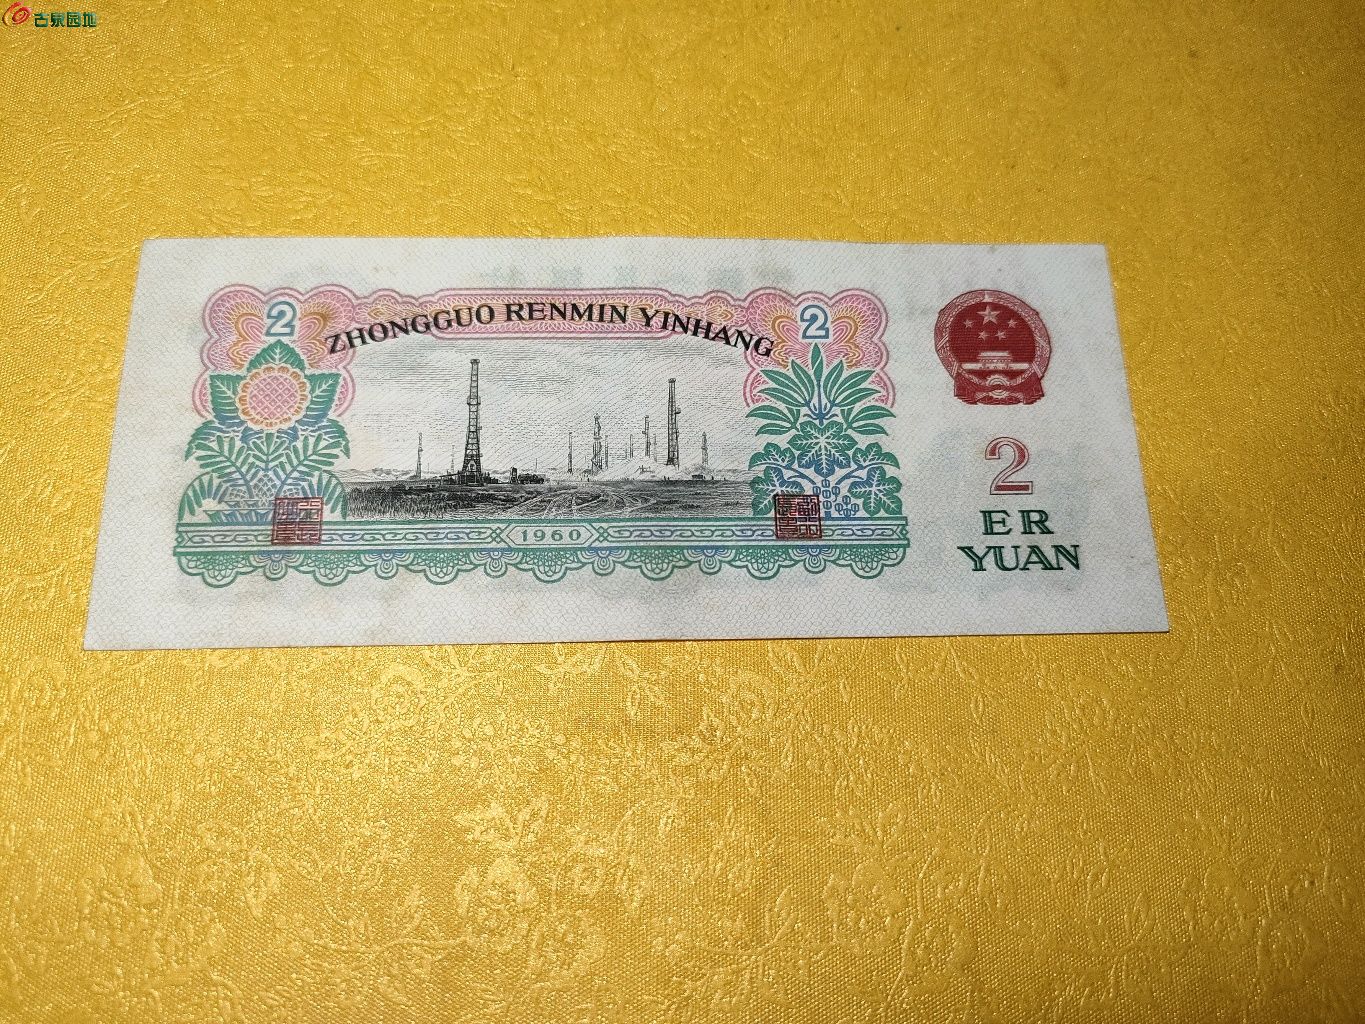 古泉园地
2
ZHONGGUO RENMIN YINHANG
2
1960
2
ER
YUAN